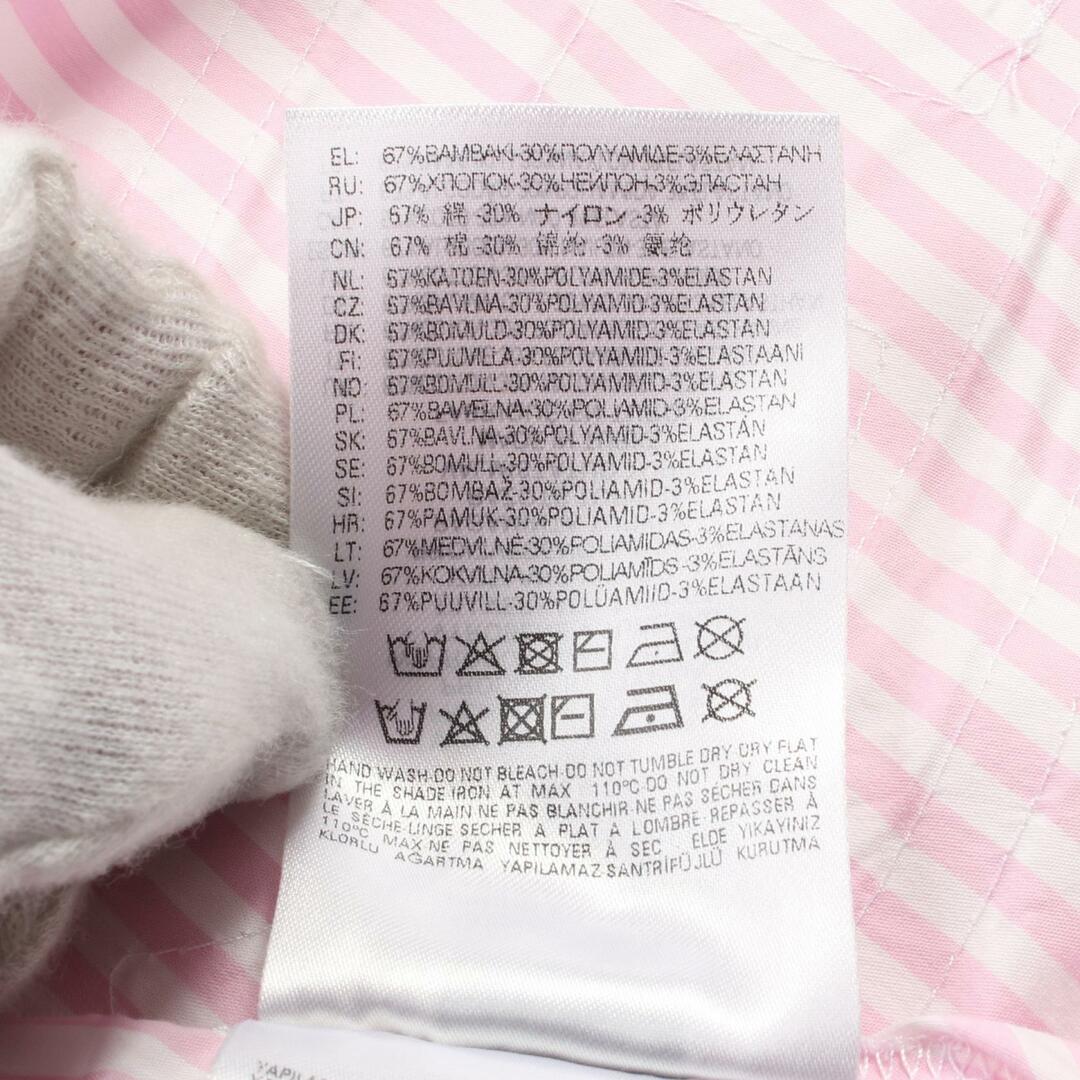 EL: 67%ΒΑΜΒΑΚΙ-30%ΠΟΛΥΑΜΙΔΕ-3%ΕΛΑΣΤΑΝΗ
RU: 67%ХЛОПОК-30%НЕЙЛОН-3%ЭЛАСТАН
JP: 67% 綿 -30% ナイロン -3% ポリウレタン
CN: 67% 棉 -30% 锦纶 -3% 氨纶
NL: 67%KATOEN-30%POLYAMIDE-3%ELASTAN
CZ: 67%BAVLNA-30%POLYAMID-3%ELASTAN
DK: 67%BOMULD-30%POLYAMID-3%ELASTAN
FI: 67%PUUVILLA-30%POLYAMIDI-3%ELASTAANI
NO: 67%BOMULL-30%POLYAMMID-3%ELASTAN
PL: 67%BAWELNA-30%POLIAMID-3%ELASTAN
SK: 67%BAVLNA-30%POLYAMID-3%ELASTÁN
SE: 67%BOMULL-30%POLYAMID-3%ELASTAN
SI: 67%BOMBAŽ-30%POLIAMID-3%ELASTAN
HR: 67%PAMUK-30%POLIAMID-3%ELASTAN
LT: 67%MEDVILNĖ-30%POLIAMIDAS-3%ELASTANAS
LV: 67%KOKVILNA-30%POLIAMĪDS-3%ELASTĀNS
EE: 67%PUUVILL-30%POLÜAMIID-3%ELASTAAN
HAND WASH-DO NOT BLEACH-DO NOT TUMBLE DRY DRY FLAT
IN THE SHADE IRON AT MAX 110°C-DO NOT DRY CLEAN
LAVER À LA MAIN NE PAS BLANCHIR-NE PAS SÉCHER DANS
LE SÈCHE-LINGE SÉCHER A PLAT A LOMBRE-REPASSER À
110°C MAX NE PAS NETTOYER À SEC ELDE YIKAYINIZ
KLORLU AĞARTMA YAPILAMAZ-SANTRİFÜJLÜ KURUTMA